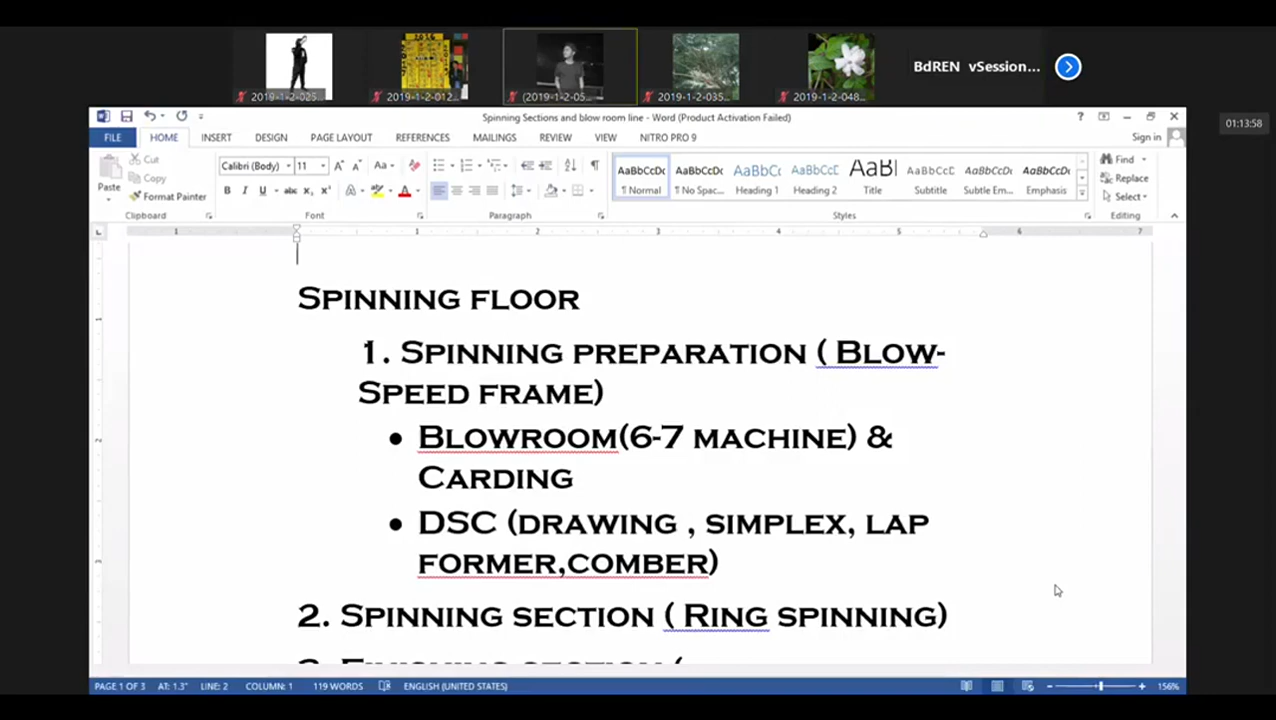 2019-1-2-025...
2019-1-2-012...
(2019-1-2-05...
2019-1-2-035...
2019-1-2-048...
BdREN vSession...
01:13:58
Spinning Sections and blow room line - Word (Product Activation Failed)
FILE HOME INSERT DESIGN PAGE LAYOUT REFERENCES MAILINGS REVIEW VIEW NITRO PRO 9
Sign in
Paste
Cut
Copy
Format Painter
Clipboard
Calibri (Body) 11
Font
Paragraph
AaBbCcDc AaBbCcDc AaBbCc AaBbCc AaBl AaBbCcD AaBbCcDc AaBbCcDc
¶ Normal ¶ No Spac... Heading 1 Heading 2 Title Subtitle Subtle Em... Emphasis
Styles
Find
Replace
Select
Editing
SPINNING FLOOR
1. SPINNING PREPARATION ( BLOW-
SPEED FRAME)
• BLOWROOM(6-7 MACHINE) &
CARDING
• DSC (DRAWING , SIMPLEX, LAP
FORMER,COMBER)
2. SPINNING SECTION ( RING SPINNING)
PAGE 1 OF 3 AT: 1.3" LINE: 2 COLUMN: 1 119 WORDS ENGLISH (UNITED STATES) 156%